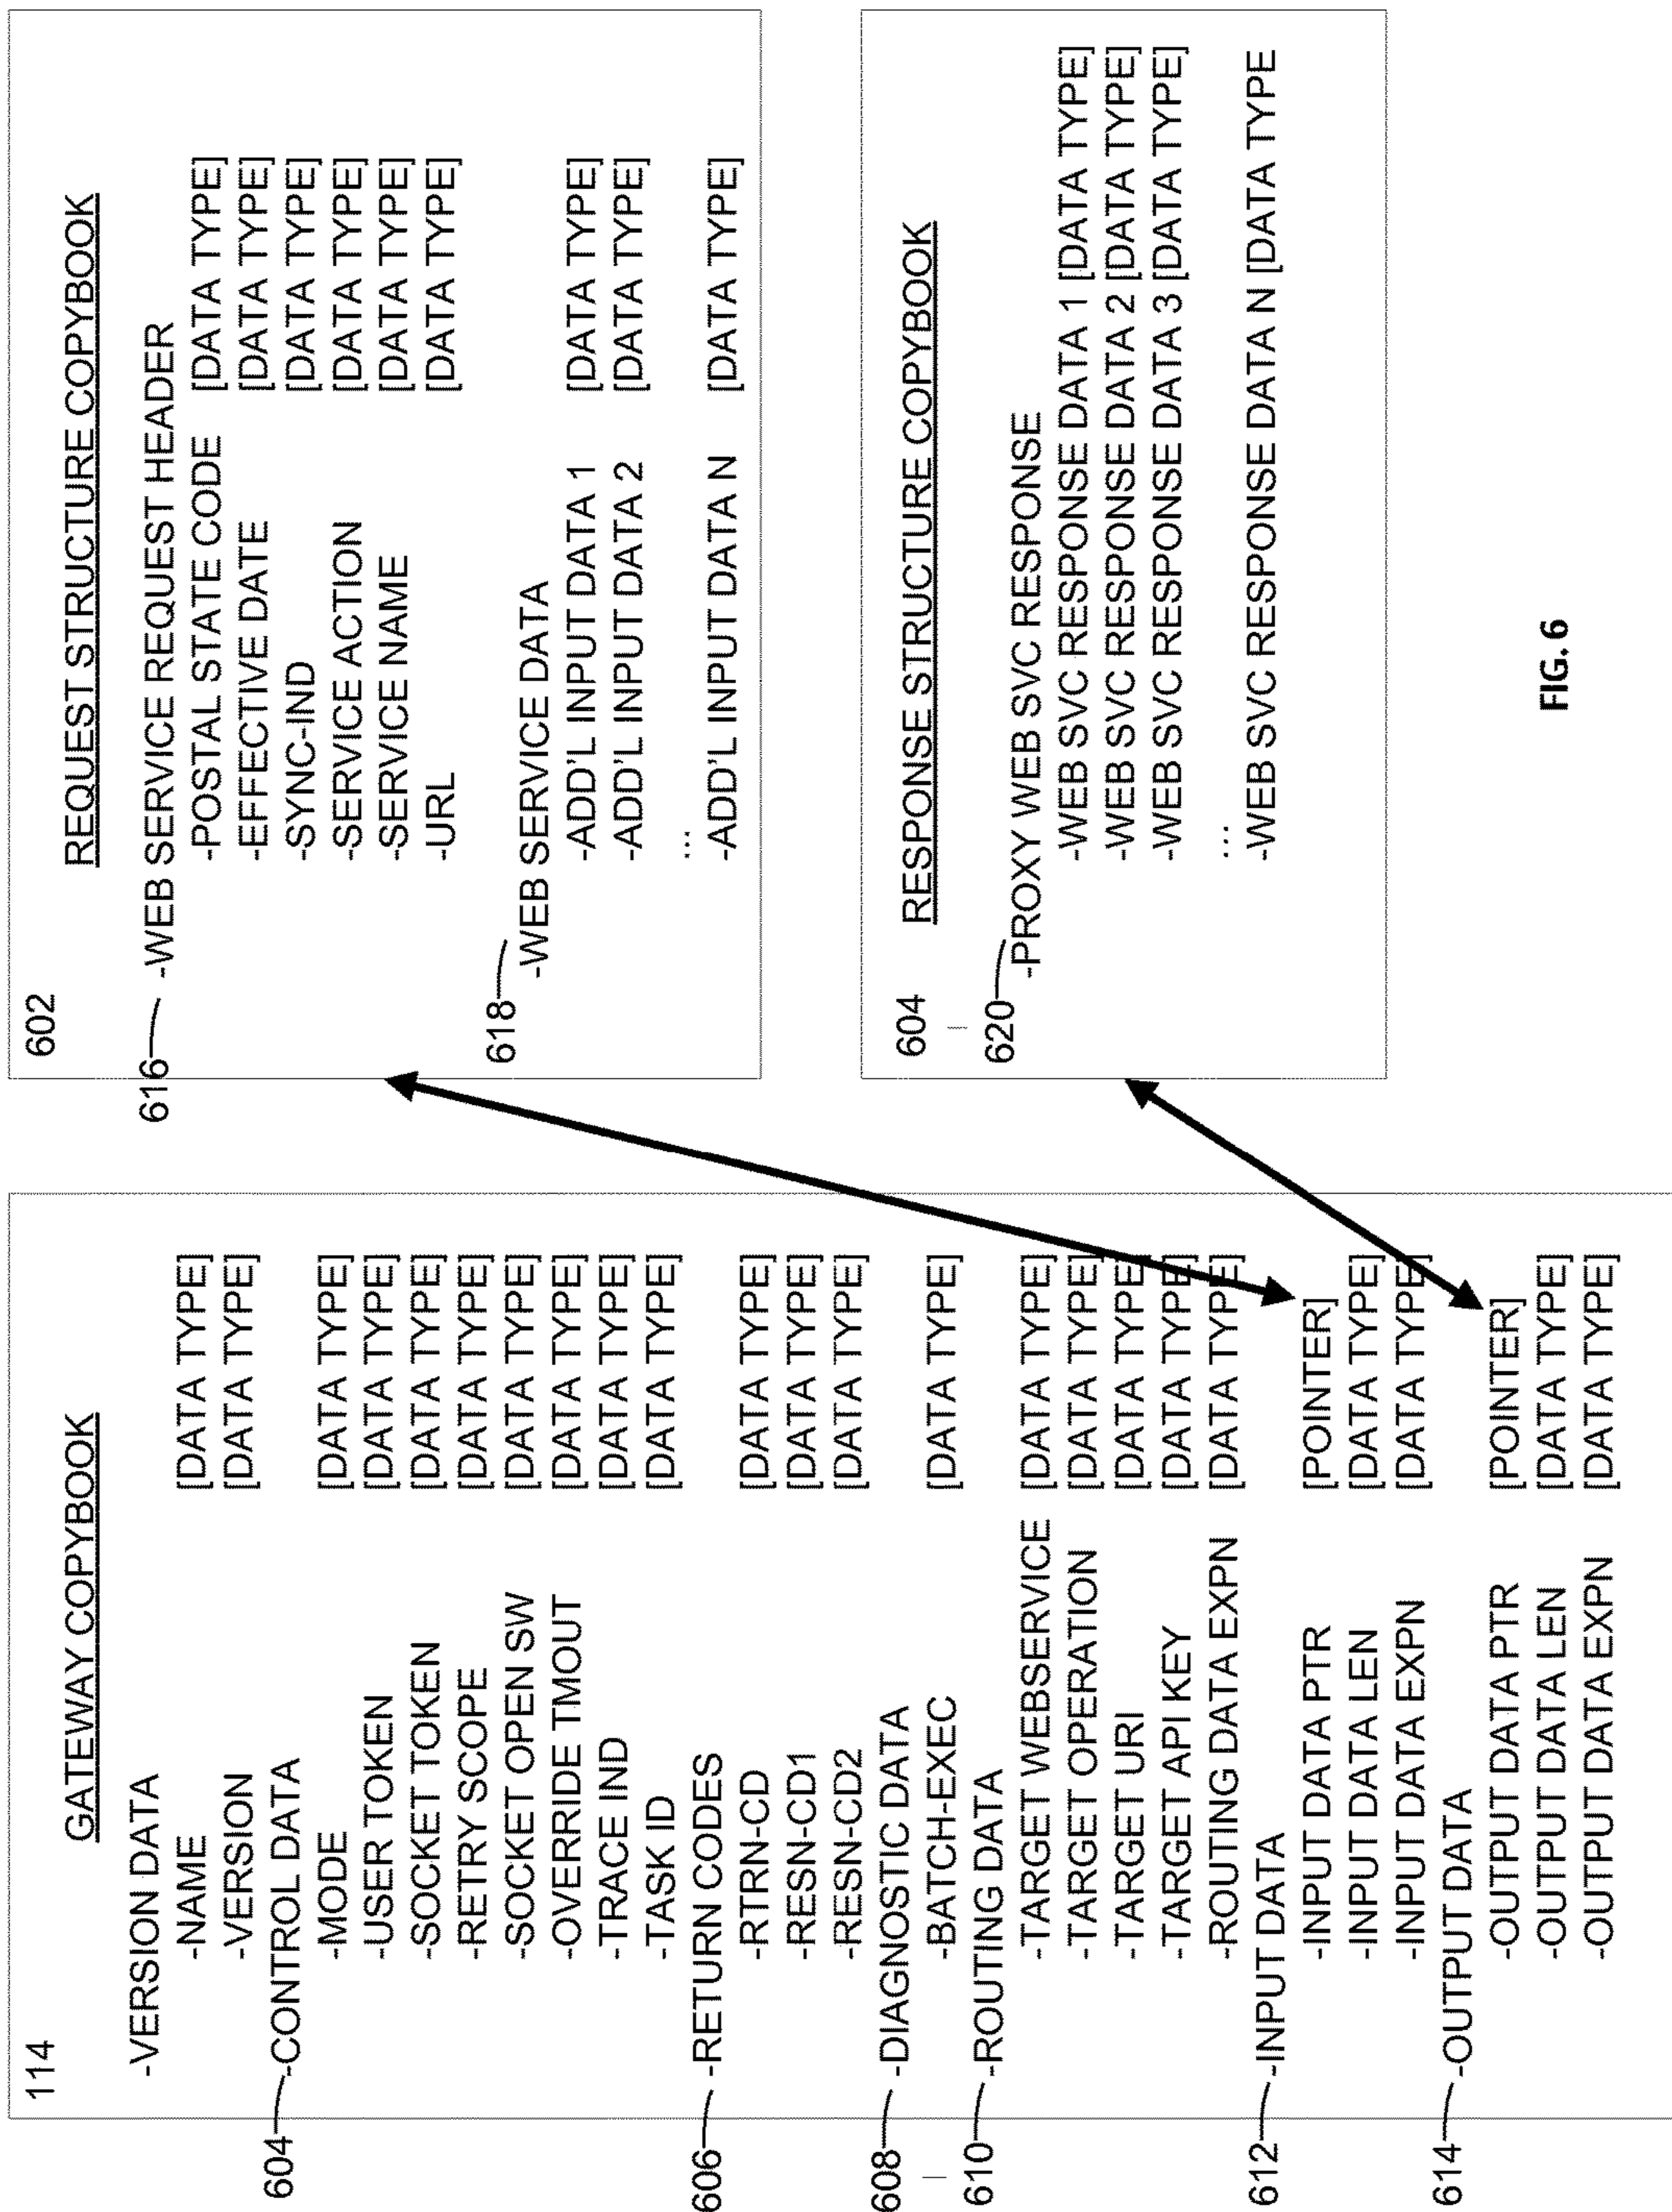 114
GATEWAY COPYBOOK
-VERSION DATA
-NAME [DATA TYPE]
-VERSION [DATA TYPE]
604 -CONTROL DATA
-MODE [DATA TYPE]
-USER TOKEN [DATA TYPE]
-SOCKET TOKEN [DATA TYPE]
-RETRY SCOPE [DATA TYPE]
-SOCKET OPEN SW [DATA TYPE]
-OVERRIDE TMOUT [DATA TYPE]
-TRACE IND [DATA TYPE]
-TASK ID [DATA TYPE]
606 -RETURN CODES
-RTRN-CD [DATA TYPE]
-RESN-CD1 [DATA TYPE]
-RESN-CD2 [DATA TYPE]
608 -DIAGNOSTIC DATA
-BATCH-EXEC [DATA TYPE]
610 -ROUTING DATA
-TARGET WEBSERVICE [DATA TYPE]
-TARGET OPERATION [DATA TYPE]
-TARGET URI [DATA TYPE]
-TARGET API KEY [DATA TYPE]
-ROUTING DATA EXPN [DATA TYPE]
612 -INPUT DATA
-INPUT DATA PTR [POINTER]
-INPUT DATA LEN [DATA TYPE]
-INPUT DATA EXPN [DATA TYPE]
614 -OUTPUT DATA
-OUTPUT DATA PTR [POINTER]
-OUTPUT DATA LEN [DATA TYPE]
-OUTPUT DATA EXPN [DATA TYPE]
602
REQUEST STRUCTURE COPYBOOK
616 -WEB SERVICE REQUEST HEADER
-POSTAL STATE CODE [DATA TYPE]
-EFFECTIVE DATE [DATA TYPE]
-SYNC-IND [DATA TYPE]
-SERVICE ACTION [DATA TYPE]
-SERVICE NAME [DATA TYPE]
-URL [DATA TYPE]
618 -WEB SERVICE DATA
-ADD'L INPUT DATA 1 [DATA TYPE]
-ADD'L INPUT DATA 2 [DATA TYPE]
...
-ADD'L INPUT DATA N [DATA TYPE]
604 RESPONSE STRUCTURE COPYBOOK
620 -PROXY WEB SVC RESPONSE
-WEB SVC RESPONSE DATA 1 [DATA TYPE]
-WEB SVC RESPONSE DATA 2 [DATA TYPE]
-WEB SVC RESPONSE DATA 3 [DATA TYPE]
...
-WEB SVC RESPONSE DATA N [DATA TYPE
FIG. 6